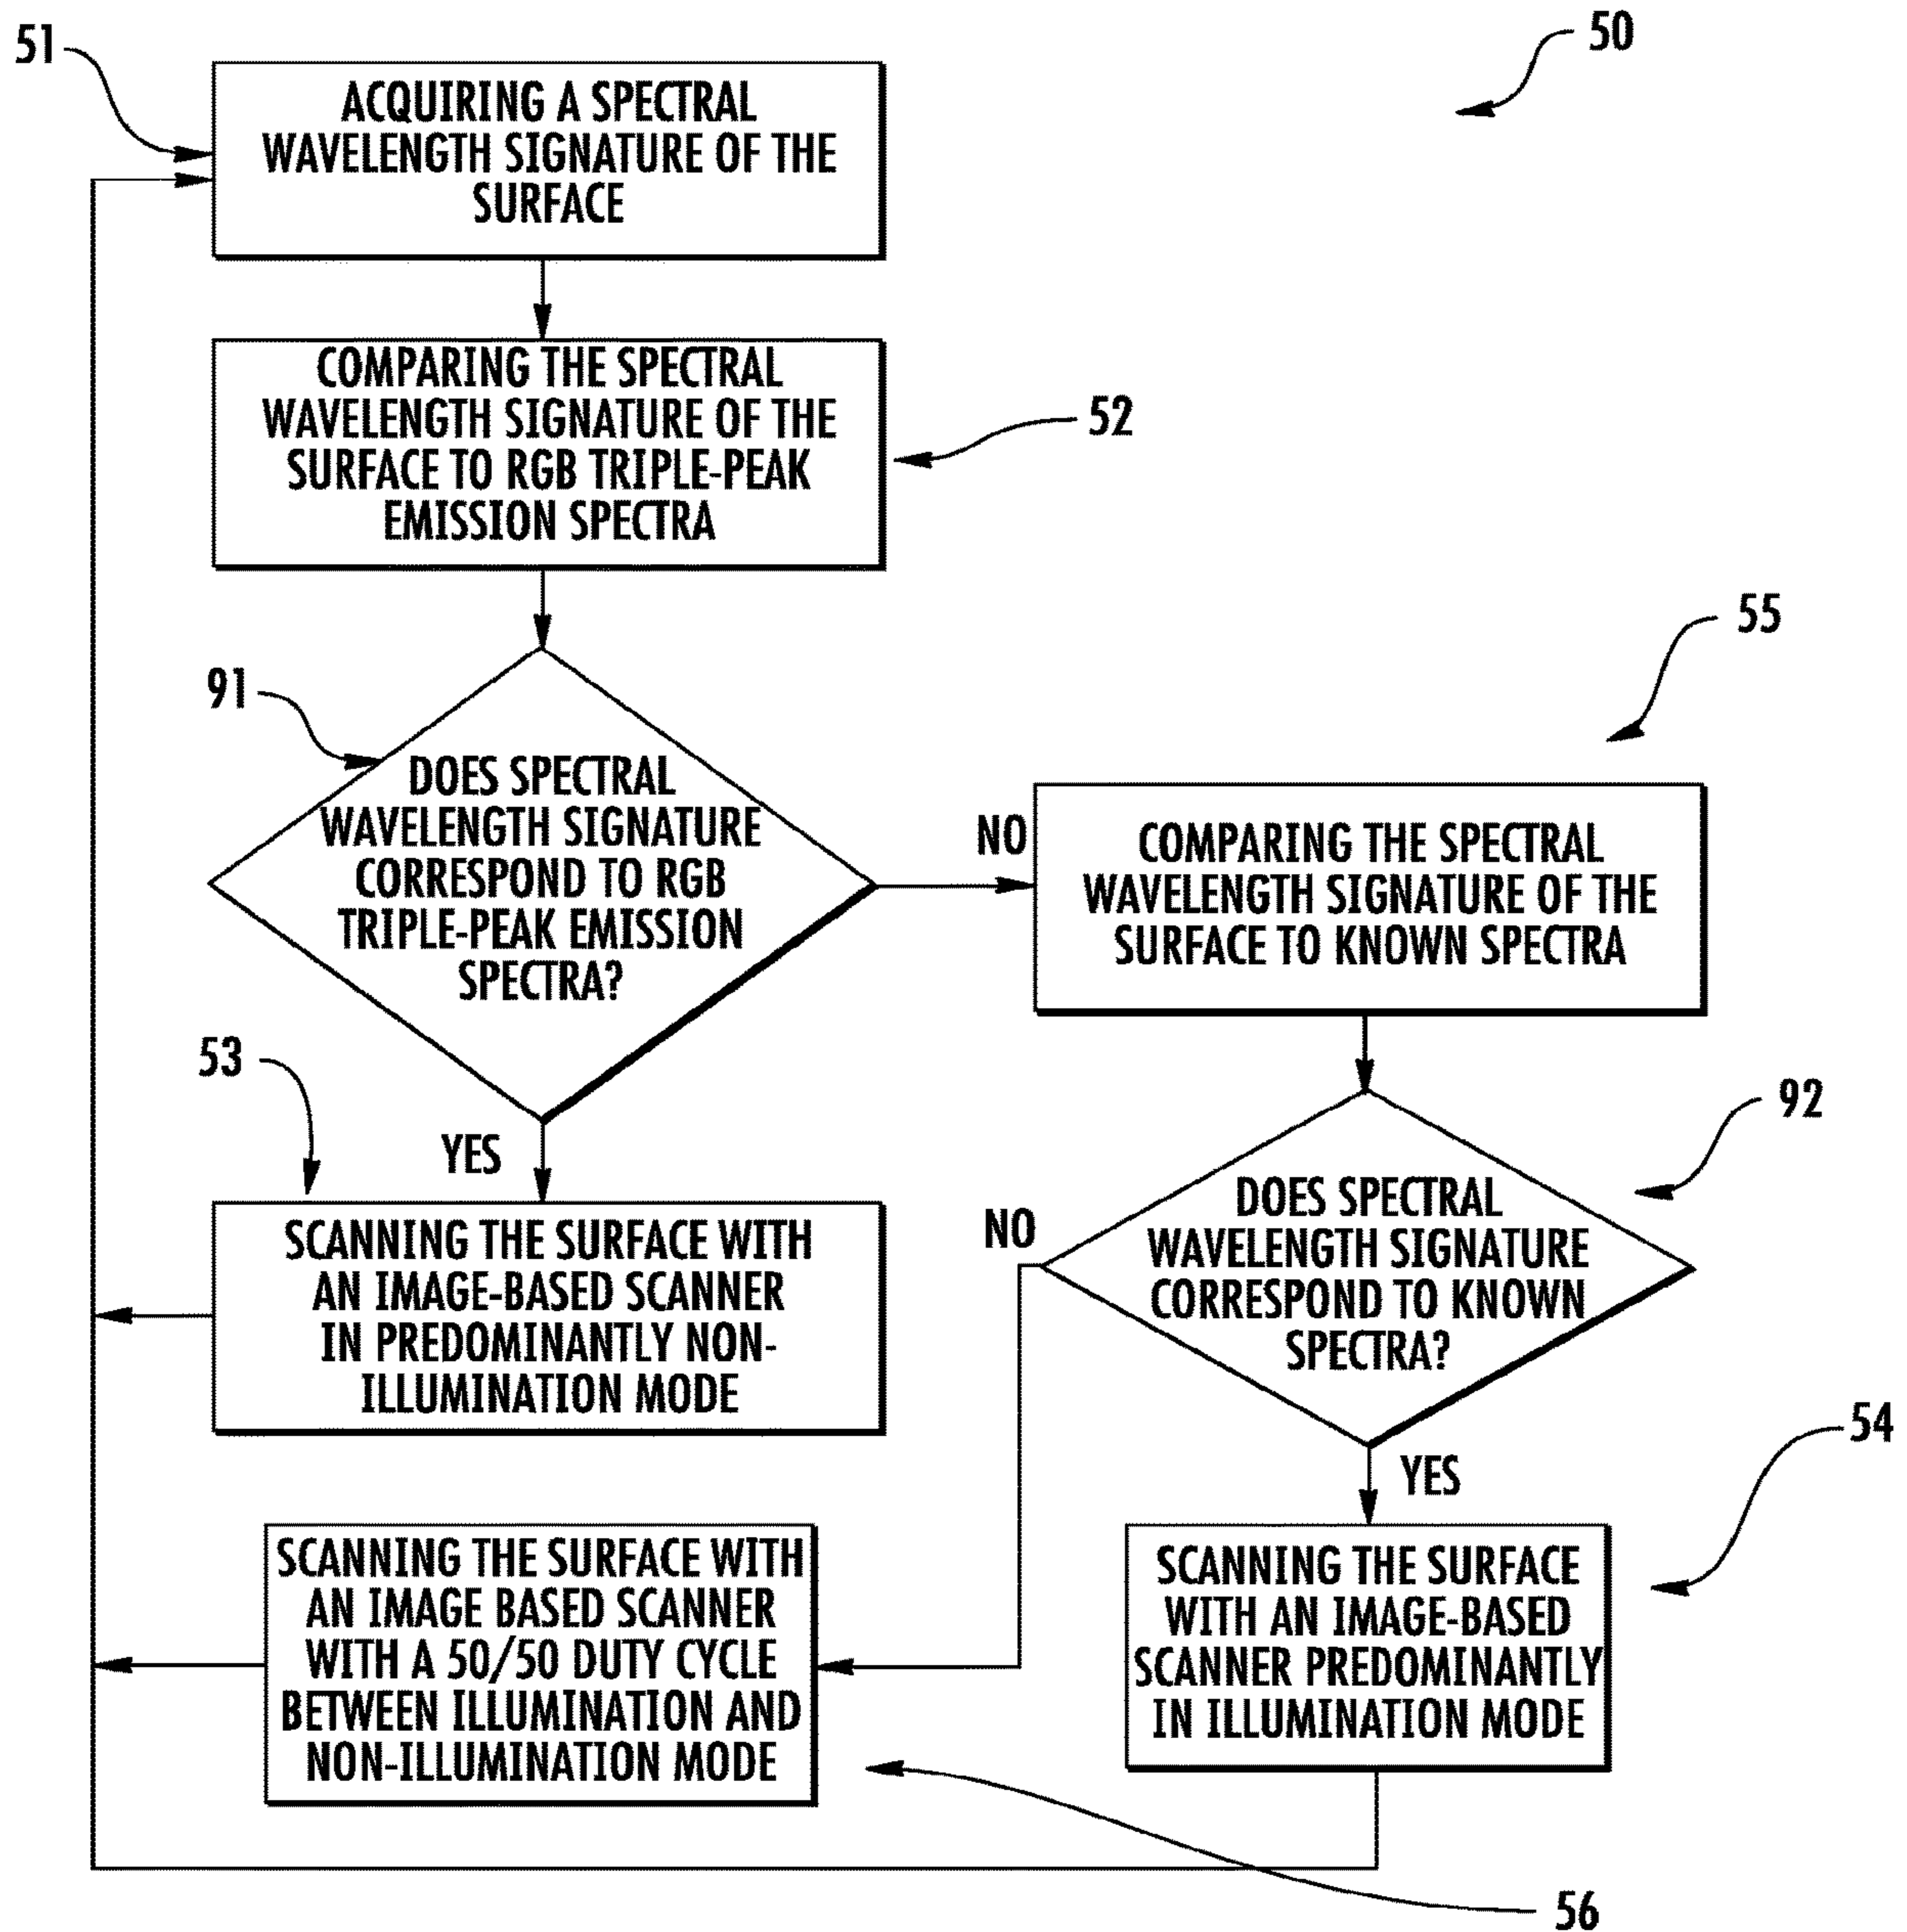 51
50
ACQUIRING A SPECTRAL
WAVELENGTH SIGNATURE OF THE
SURFACE
COMPARING THE SPECTRAL
WAVELENGTH SIGNATURE OF THE
SURFACE TO RGB TRIPLE-PEAK
EMISSION SPECTRA
52
55
91
DOES SPECTRAL
WAVELENGTH SIGNATURE
CORRESPOND TO RGB
TRIPLE-PEAK EMISSION
SPECTRA?
NO
COMPARING THE SPECTRAL
WAVELENGTH SIGNATURE OF THE
SURFACE TO KNOWN SPECTRA
53
YES
92
SCANNING THE SURFACE WITH
AN IMAGE-BASED SCANNER
IN PREDOMINANTLY NON-
ILLUMINATION MODE
NO
DOES SPECTRAL
WAVELENGTH SIGNATURE
CORRESPOND TO KNOWN
SPECTRA?
54
YES
SCANNING THE SURFACE WITH
AN IMAGE BASED SCANNER
WITH A 50/50 DUTY CYCLE
BETWEEN ILLUMINATION AND
NON-ILLUMINATION MODE
SCANNING THE SURFACE
WITH AN IMAGE-BASED
SCANNER PREDOMINANTLY
IN ILLUMINATION MODE
56